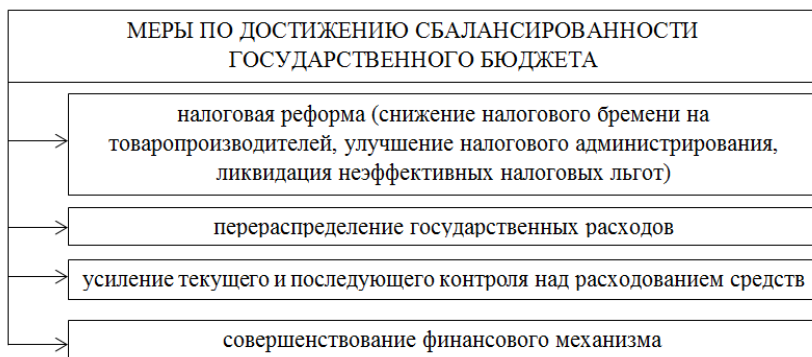 МЕРЫ ПО ДОСТИЖЕНИЮ СБАЛАНСИРОВАННОСТИ
ГОСУДАРСТВЕННОГО БЮДЖЕТА
налоговая реформа (снижение налогового бремени на
товаропроизводителей, улучшение налогового администрирования,
ликвидация неэффективных налоговых льгот)
перераспределение государственных расходов
усиление текущего и последующего контроля над расходованием средств
совершенствование финансового механизма